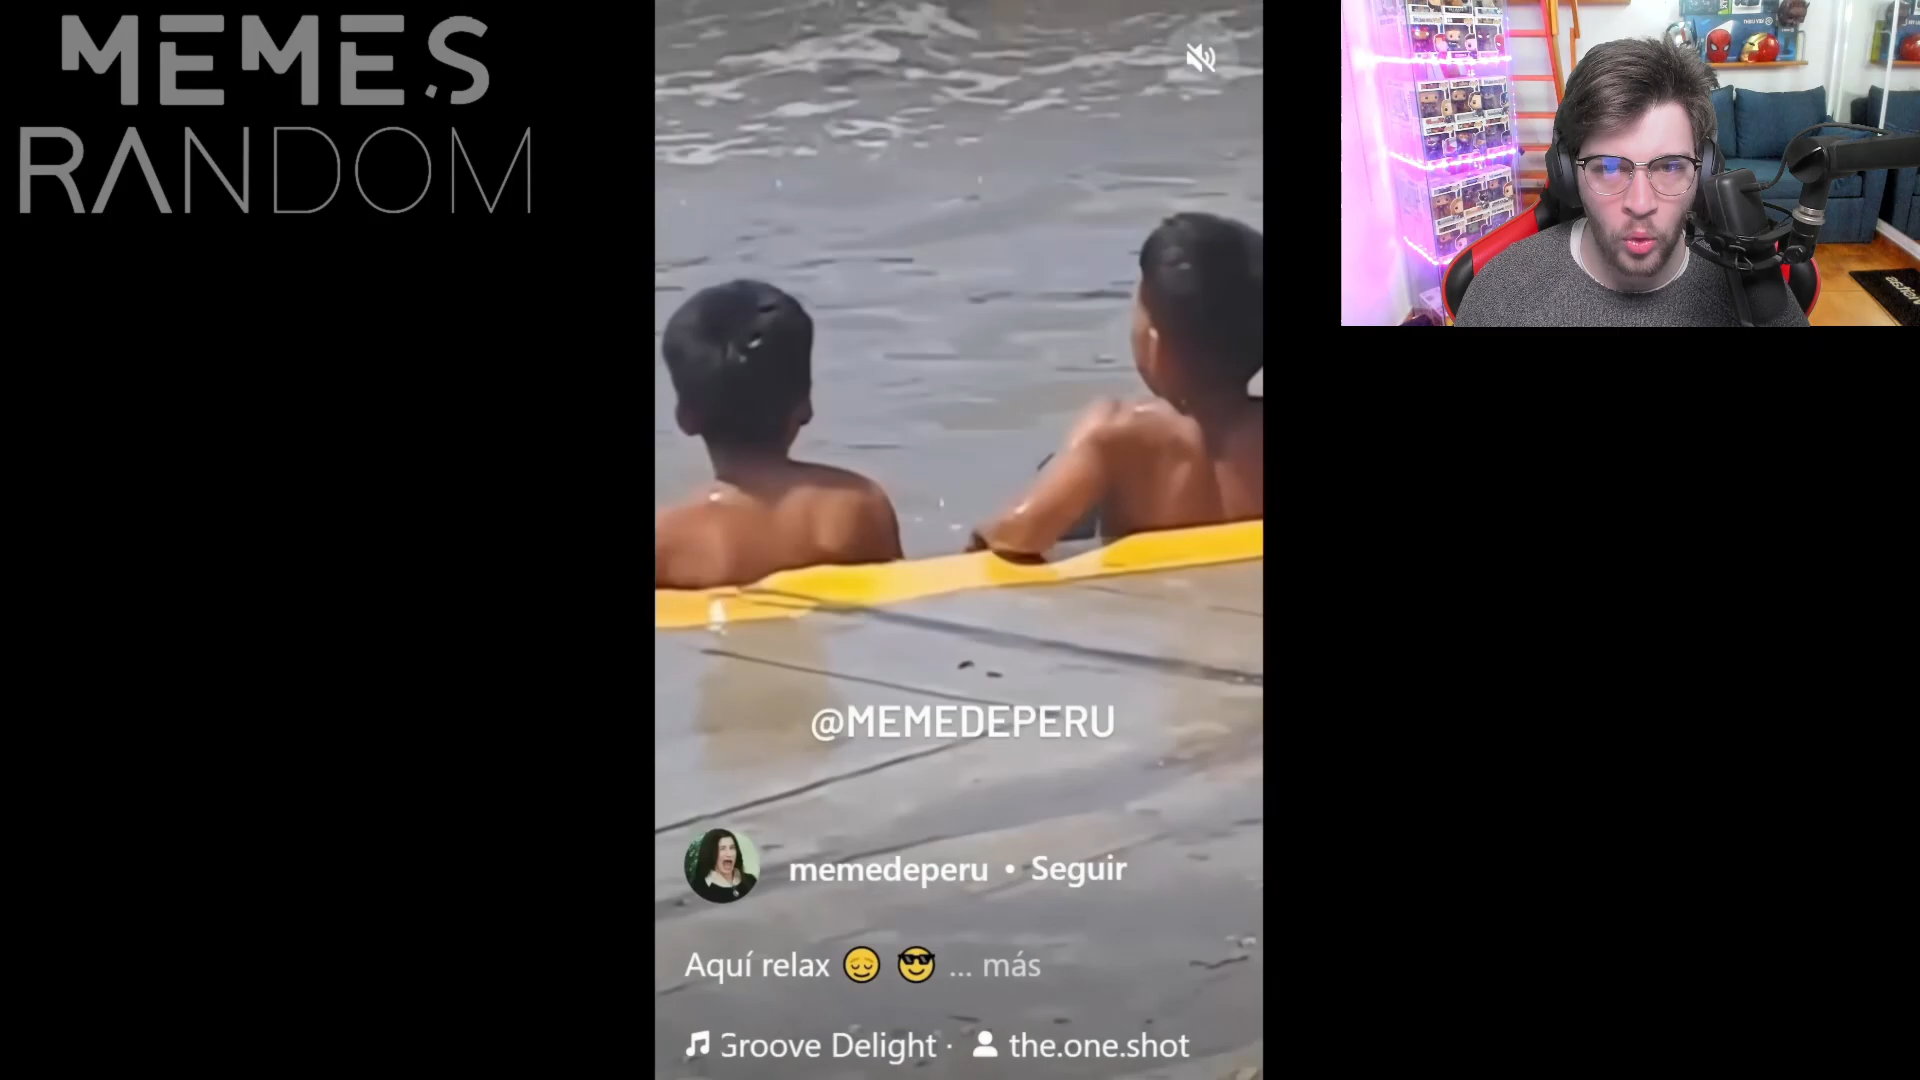 MEMES
RANDOM
@MEMEDEPERU
memedeperu • Seguir
Aquí relax 😌 😎 ... más
Groove Delight · the.one.shot